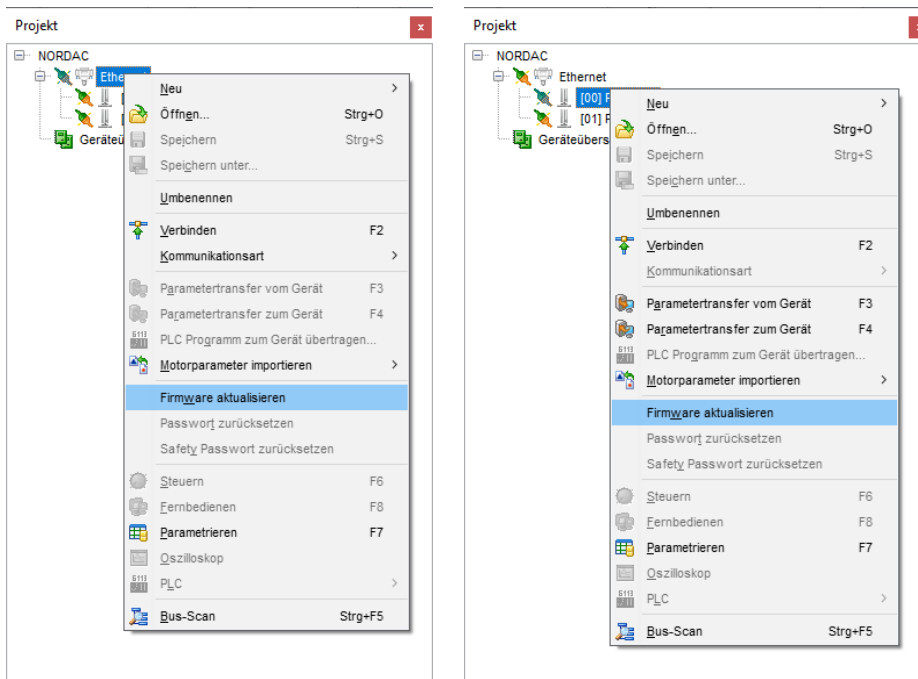 Projekt
x
NORDAC
Ethe
[
[
Geräteü
Neu
Öffnen... Strg+O
Speichern Strg+S
Speichern unter...
Umbenennen
Verbinden F2
Kommunikationsart
Parametertransfer vom Gerät F3
Parametertransfer zum Gerät F4
PLC Programm zum Gerät übertragen...
Motorparameter importieren
Firmware aktualisieren
Passwort zurücksetzen
Safety Passwort zurücksetzen
Steuern F6
Fernbedienen F8
Parametrieren F7
Oszilloskop
PLC
Bus-Scan Strg+F5
Projekt
NORDAC
Ethernet
[00] F
[01] F
Geräteübers
Neu
Öffnen... Strg+O
Speichern Strg+S
Speichern unter...
Umbenennen
Verbinden F2
Kommunikationsart
Parametertransfer vom Gerät F3
Parametertransfer zum Gerät F4
PLC Programm zum Gerät übertragen...
Motorparameter importieren
Firmware aktualisieren
Passwort zurücksetzen
Safety Passwort zurücksetzen
Steuern F6
Fernbedienen F8
Parametrieren F7
Oszilloskop
PLC
Bus-Scan Strg+F5